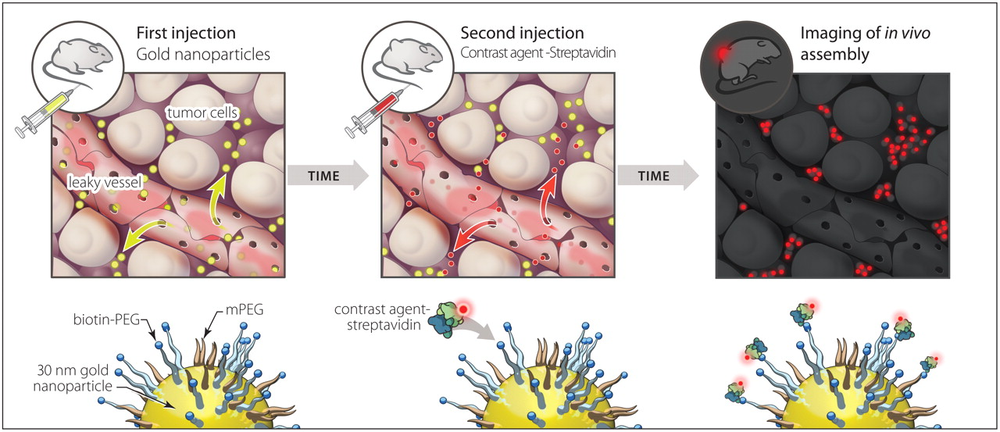 First injection
Gold nanoparticles
tumor cells
leaky vessel
TIME
Second injection
Contrast agent -Streptavidin
TIME
Imaging of in vivo
assembly
biotin-PEG
mPEG
30 nm gold
nanoparticle
contrast agent-
streptavidin